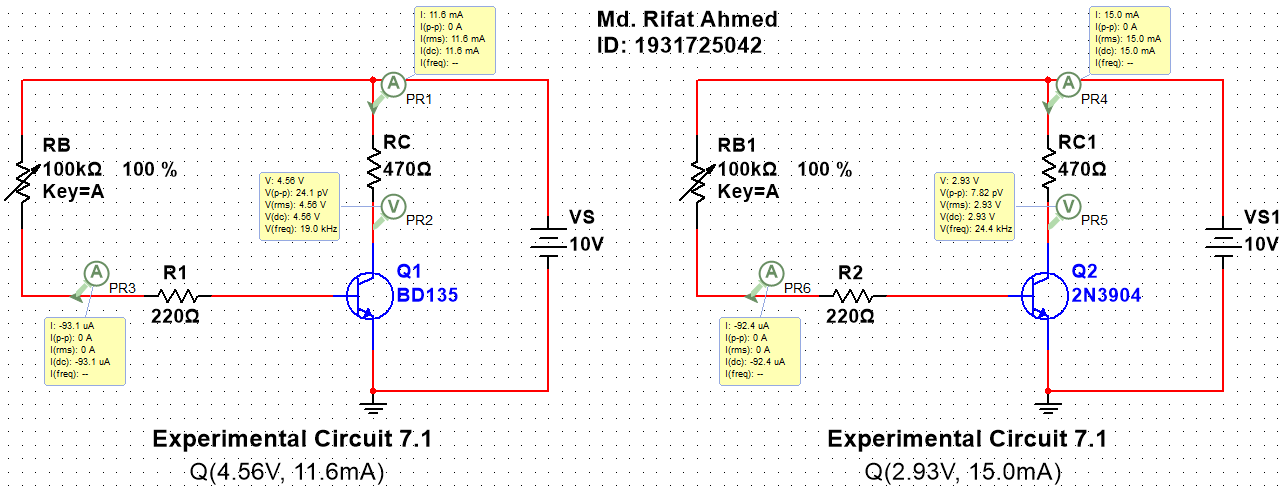 Md. Rifat Ahmed
ID: 1931725042
I: 11.6 mA
I(p-p): 0 A
I(rms): 11.6 mA
I(dc): 11.6 mA
I(freq): --
A
PR1
RB
100kΩ 100 %
Key=A
RC
470Ω
V: 4.56 V
V(p-p): 24.1 pV
V(rms): 4.56 V
V(dc): 4.56 V
V(freq): 19.0 kHz
V
PR2
VS
10V
A
PR3
R1
220Ω
Q1
BD135
I: -93.1 uA
I(p-p): 0 A
I(rms): 0 A
I(dc): -93.1 uA
I(freq): --
Experimental Circuit 7.1
Q(4.56V, 11.6mA)
I: 15.0 mA
I(p-p): 0 A
I(rms): 15.0 mA
I(dc): 15.0 mA
I(freq): --
A
PR4
RB1
100kΩ 100 %
Key=A
RC1
470Ω
V: 2.93 V
V(p-p): 7.82 pV
V(rms): 2.93 V
V(dc): 2.93 V
V(freq): 24.4 kHz
V
PR5
VS1
10V
A
PR6
R2
220Ω
Q2
2N3904
I: -92.4 uA
I(p-p): 0 A
I(rms): 0 A
I(dc): -92.4 uA
I(freq): --
Experimental Circuit 7.1
Q(2.93V, 15.0mA)